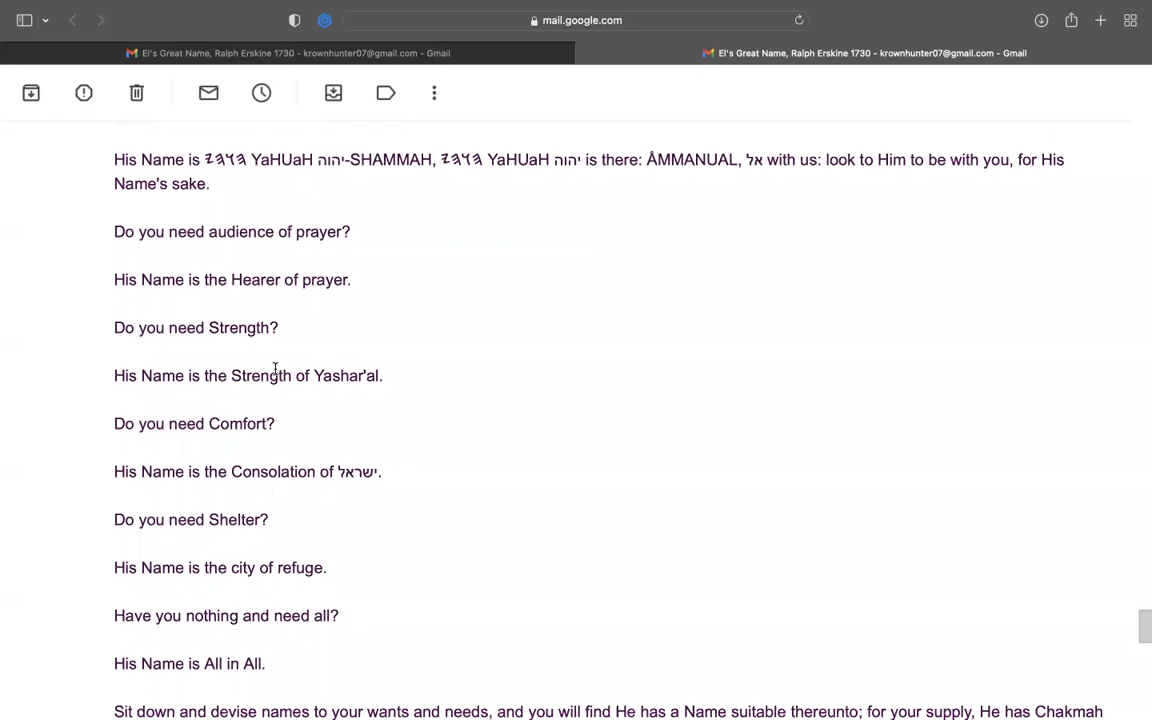 mail.google.com
El's Great Name, Ralph Erskine 1730 - krownhunter07@gmail.com - Gmail
El's Great Name, Ralph Erskine 1730 - krownhunter07@gmail.com - Gmail
His Name is 𐤉𐤄𐤅𐤄 YaHUaH יהוה-SHAMMAH, 𐤉𐤄𐤅𐤄 YaHUaH יהוה is there: ÅMMANUAL, אל with us: look to Him to be with you, for His
Name's sake.
Do you need audience of prayer?
His Name is the Hearer of prayer.
Do you need Strength?
His Name is the Strength of Yashar'al.
Do you need Comfort?
His Name is the Consolation of ישראל.
Do you need Shelter?
His Name is the city of refuge.
Have you nothing and need all?
His Name is All in All.
Sit down and devise names to your wants and needs, and you will find He has a Name suitable thereunto; for your supply, He has Chakmah